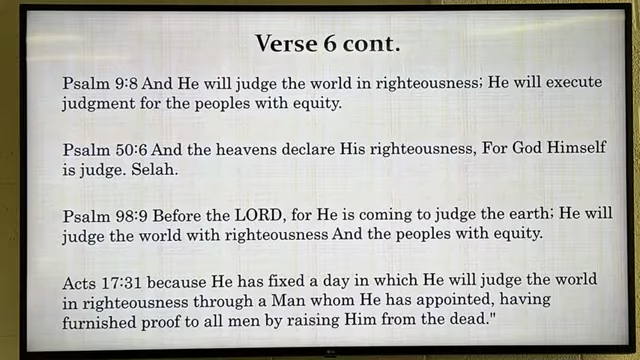 Verse 6 cont.
Psalm 9:8 And He will judge the world in righteousness; He will execute
judgment for the peoples with equity.
Psalm 50:6 And the heavens declare His righteousness, For God Himself
is judge. Selah.
Psalm 98:9 Before the LORD, for He is coming to judge the earth; He will
judge the world with righteousness And the peoples with equity.
Acts 17:31 because He has fixed a day in which He will judge the world
in righteousness through a Man whom He has appointed, having
furnished proof to all men by raising Him from the dead."